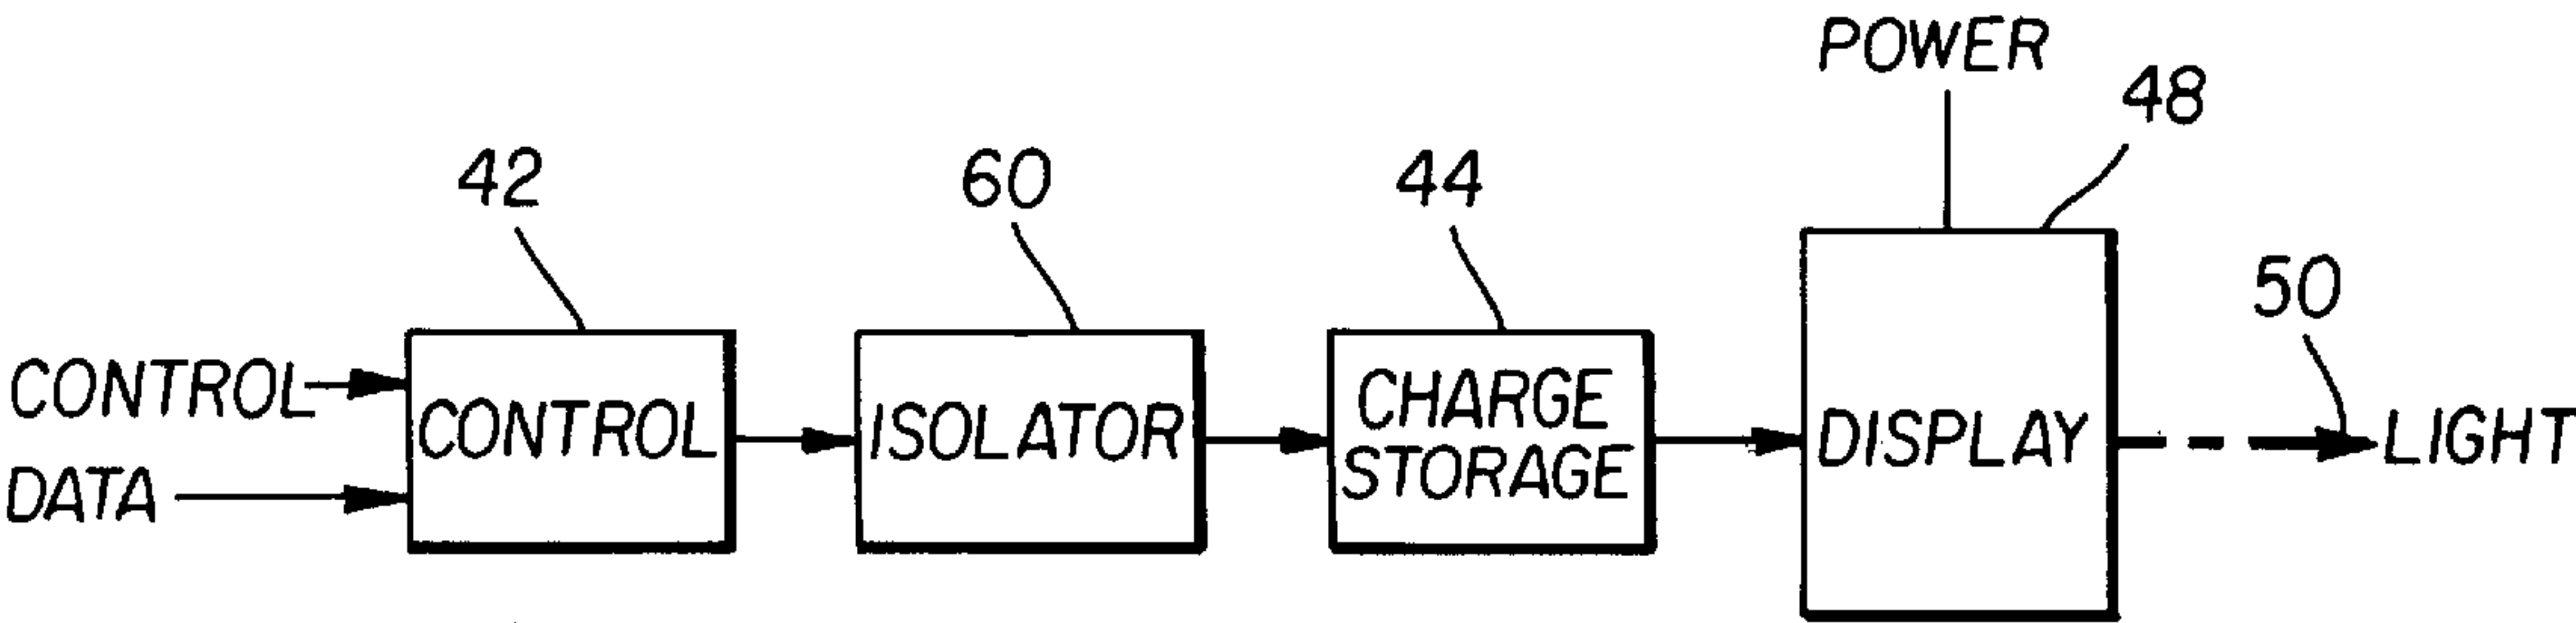 POWER
48
42
60
44
50
CONTROL
DATA
CONTROL
ISOLATOR
CHARGE
STORAGE
DISPLAY
LIGHT